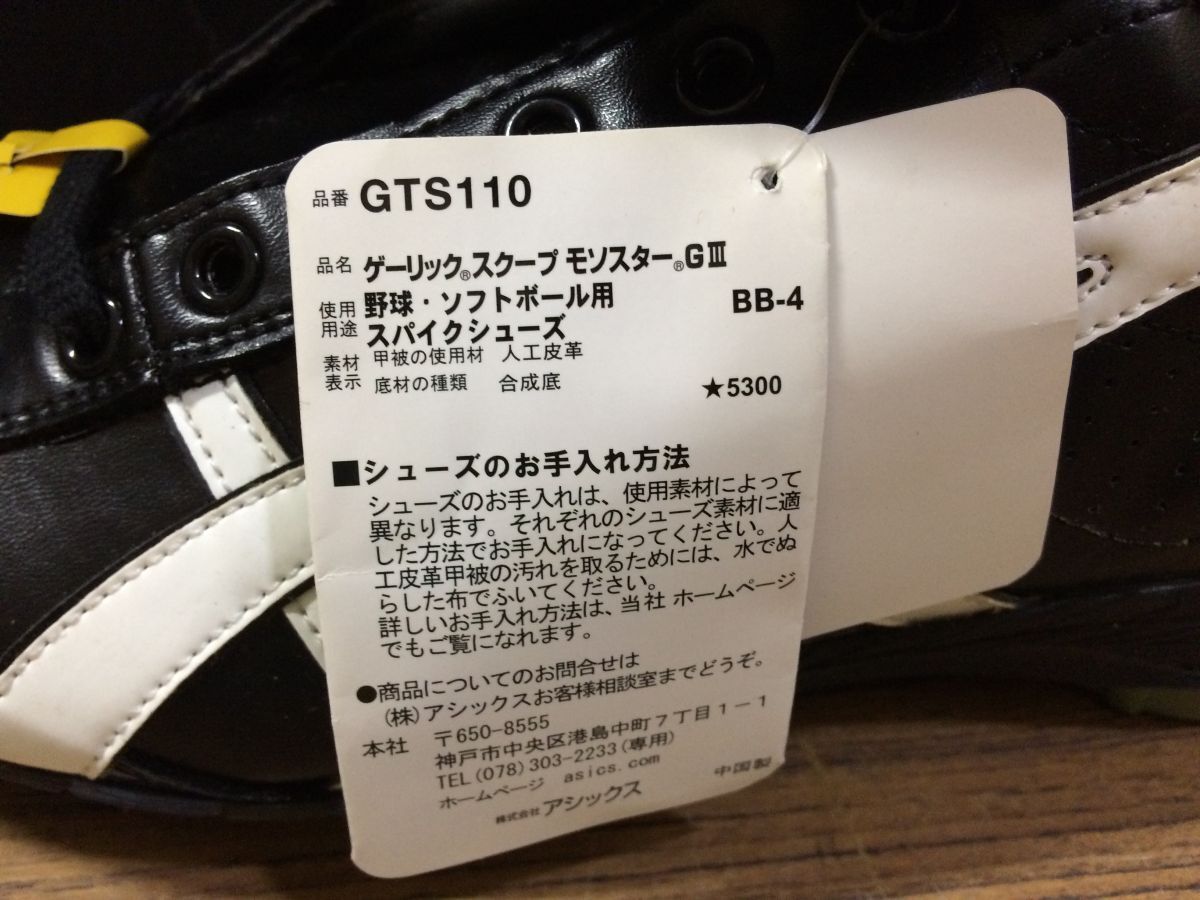 品番 GTS110
品名 ゲーリック®スクープ モソスター®GⅢ
使用用途 野球・ソフトボール用
スパイクシューズ
BB-4
素材表示 甲被の使用材 人工皮革
底材の種類 合成底
★5300
■シューズのお手入れ方法
シューズのお手入れは、使用素材によって
異なります。それぞれのシューズ素材に適
した方法でお手入れになってください。人
工皮革甲被の汚れを取るためには、水でぬ
らした布でふいてください。
詳しいお手入れ方法は、当社 ホームページ
でもご覧になれます。
●商品についてのお問合せは
(株)アシックスお客様相談室までどうぞ。
本社 〒650-8555
神戸市中央区港島中町7丁目1-1
TEL(078)303-2233(専用)
ホームページ asics.com
中国製
株式会社 アシックス